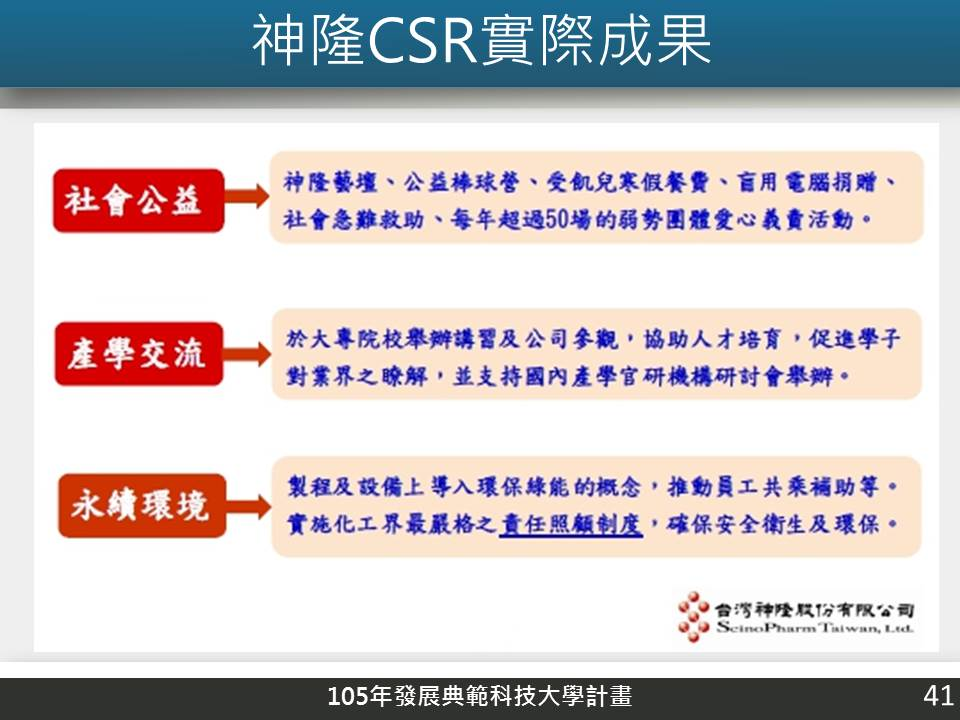 神隆CSR實際成果
社會公益
神隆藝壇、公益棒球營、受飢兒寒假餐費、盲用電腦捐贈、
社會急難救助、每年超過50場的弱勢團體愛心義賣活動。
產學交流
於大專院校舉辦講習及公司參觀，協助人才培育，促進學子
對業界之瞭解，並支持國內產學官研機構研討會舉辦。
永續環境
製程及設備上導入環保綠能的概念，推動員工共乘補助等。
實施化工界最嚴格之責任照顧制度，確保安全衛生及環保。
台灣神隆股份有限公司
ScinoPharm Taiwan, Ltd.
105年發展典範科技大學計畫
41